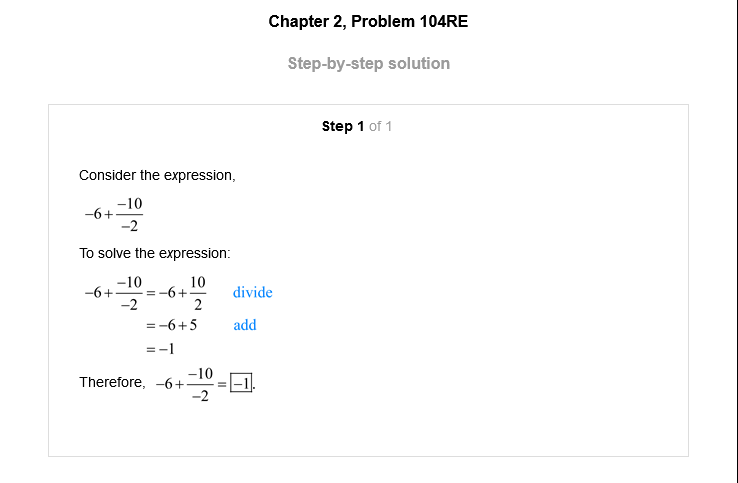 Chapter 2, Problem 104RE
Step-by-step solution
Step 1 of 1
Consider the expression,
−6+\frac{−10}{−2}
To solve the expression:
−6+\frac{−10}{−2}=−6+\frac{10}{2} divide
=−6+5 add
=−1
Therefore, −6+\frac{−10}{−2}=\boxed{−1}.